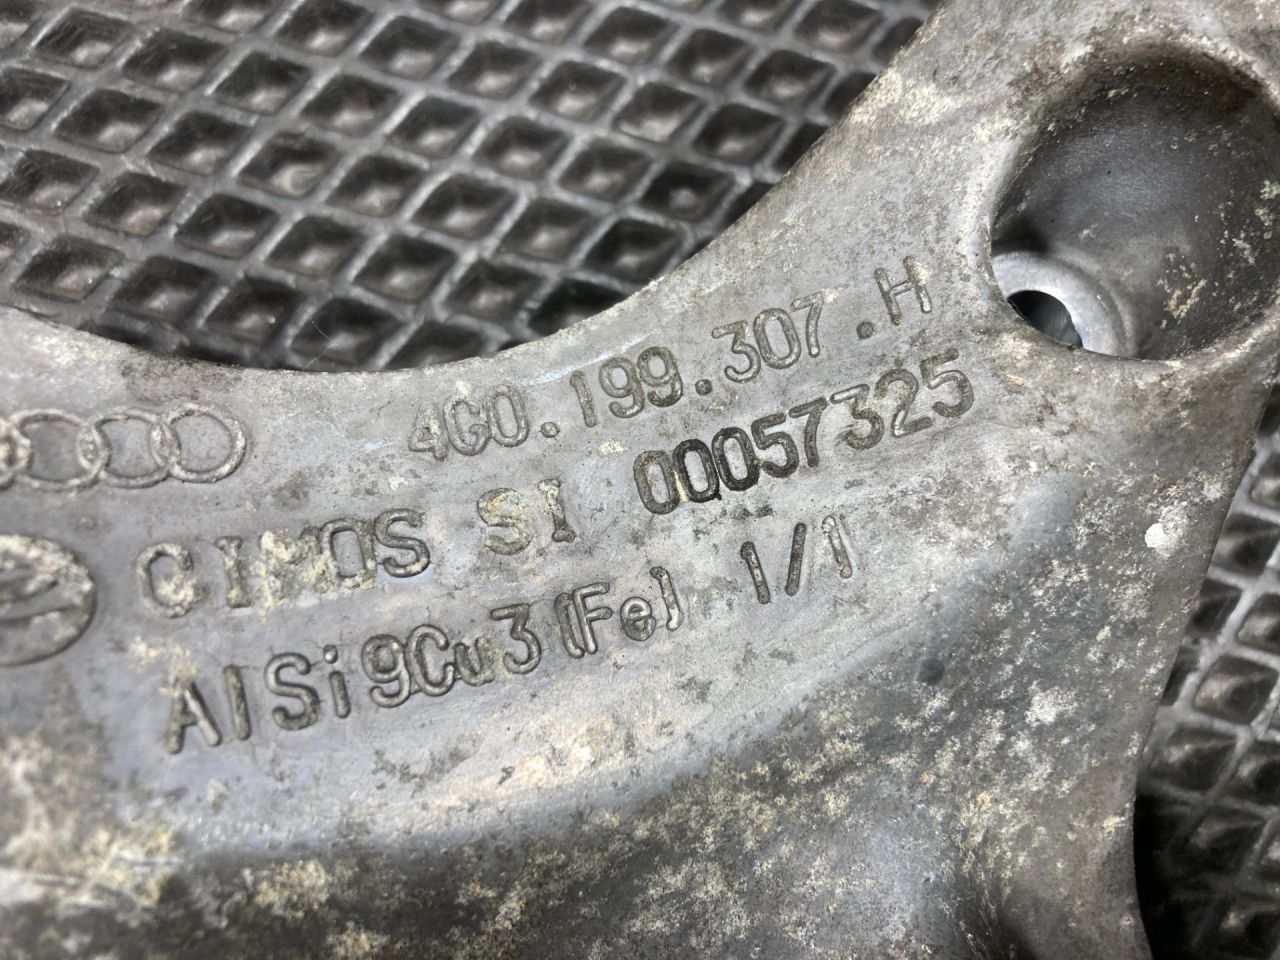 4G0.199.307.H
00057325
CIMOS SI
AlSi9Cu3(Fe) 1/1